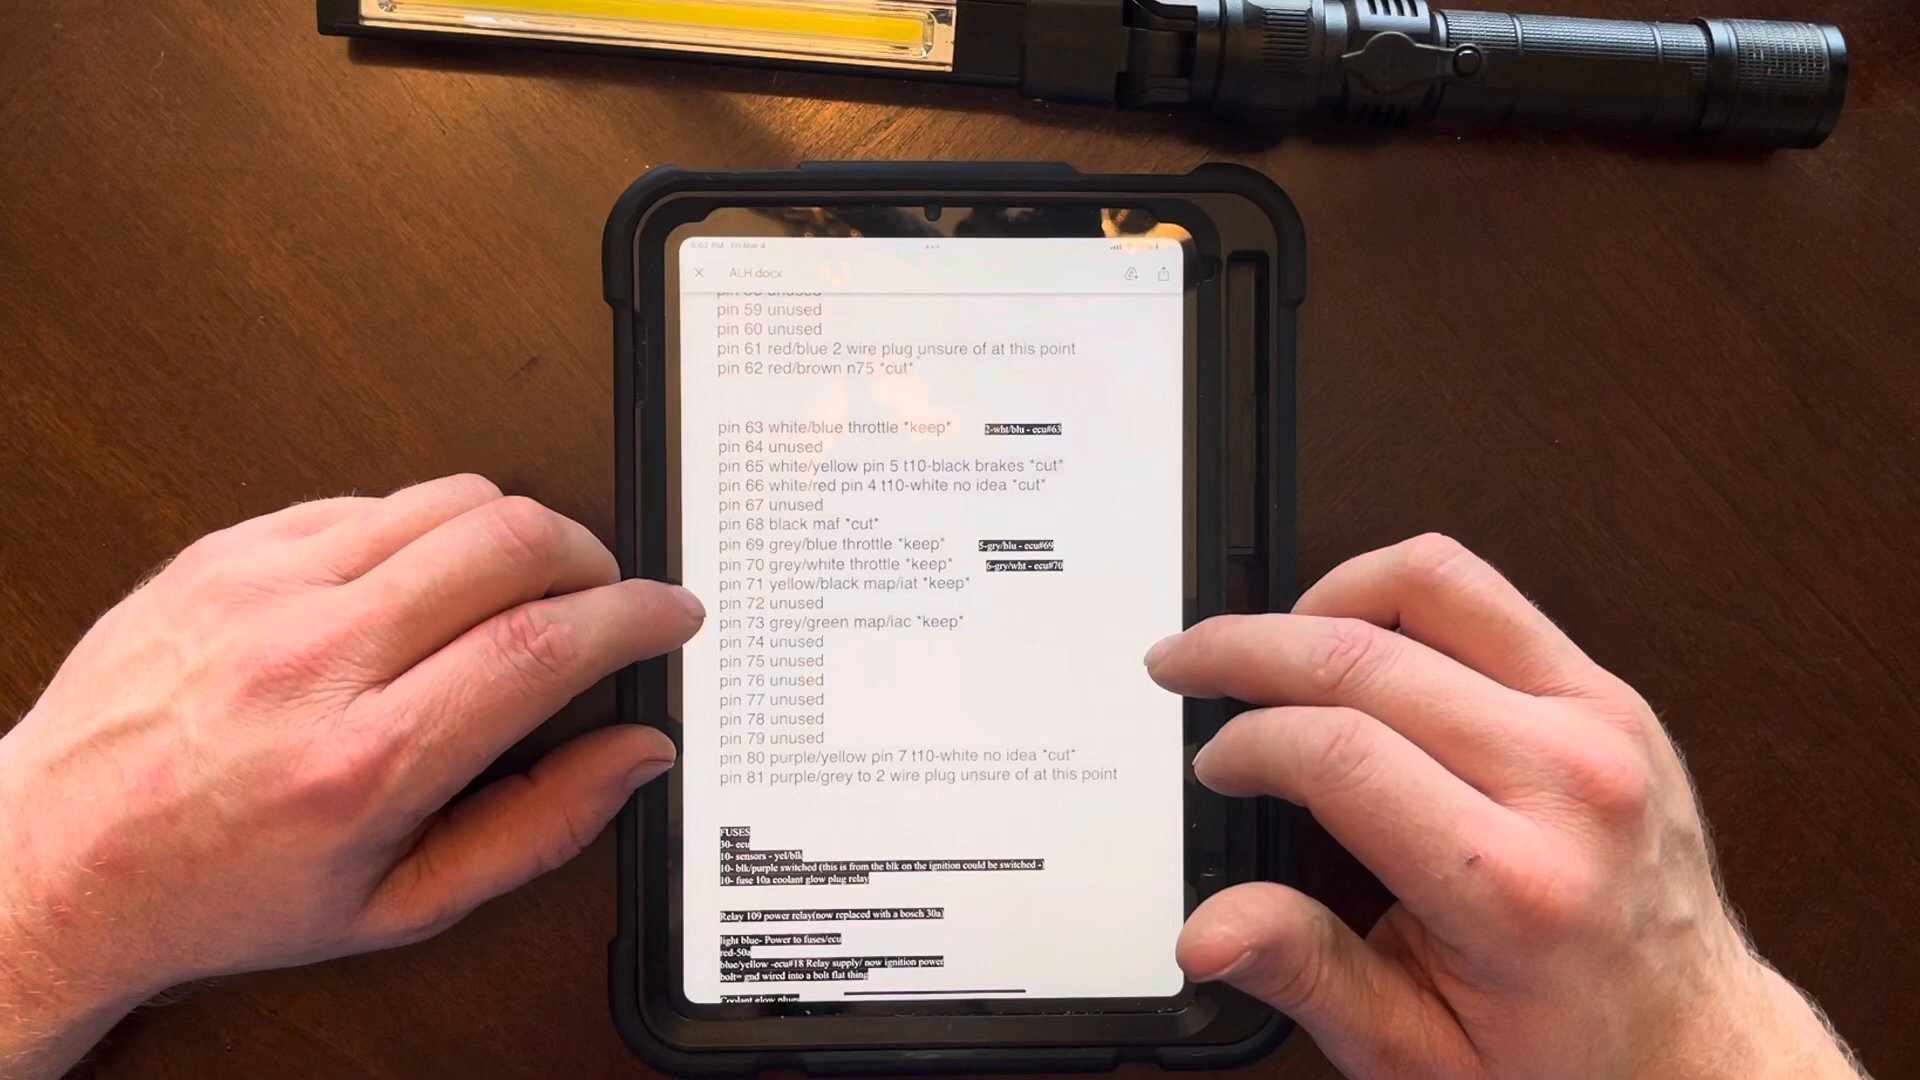 5:02 PM Fri Mar 4
ALH.docx
pin 58 unused
pin 59 unused
pin 60 unused
pin 61 red/blue 2 wire plug unsure of at this point
pin 62 red/brown n75 *cut*
pin 63 white/blue throttle *keep* 2-wht/blu - ecu#63
pin 64 unused
pin 65 white/yellow pin 5 t10-black brakes *cut*
pin 66 white/red pin 4 t10-white no idea *cut*
pin 67 unused
pin 68 black maf *cut*
pin 69 grey/blue throttle *keep* 5-gry/blu - ecu#69
pin 70 grey/white throttle *keep* 6-gry/wht - ecu#70
pin 71 yellow/black map/iat *keep*
pin 72 unused
pin 73 grey/green map/iac *keep*
pin 74 unused
pin 75 unused
pin 76 unused
pin 77 unused
pin 78 unused
pin 79 unused
pin 80 purple/yellow pin 7 t10-white no idea *cut*
pin 81 purple/grey to 2 wire plug unsure of at this point
FUSES
30- ecu
10- sensors - yel/blk
10- blk/purple switched (this is from the blk on the ignition could be switched -
10- fuse 10a coolant glow plug relay
Relay 109 power relay(now replaced with a bosch 30a)
light blue- Power to fuses/ecu
red-50a
blue/yellow -ecu#18 Relay supply/ now ignition power
bolt= gnd wired into a bolt flat thing
Coolant glow plugs